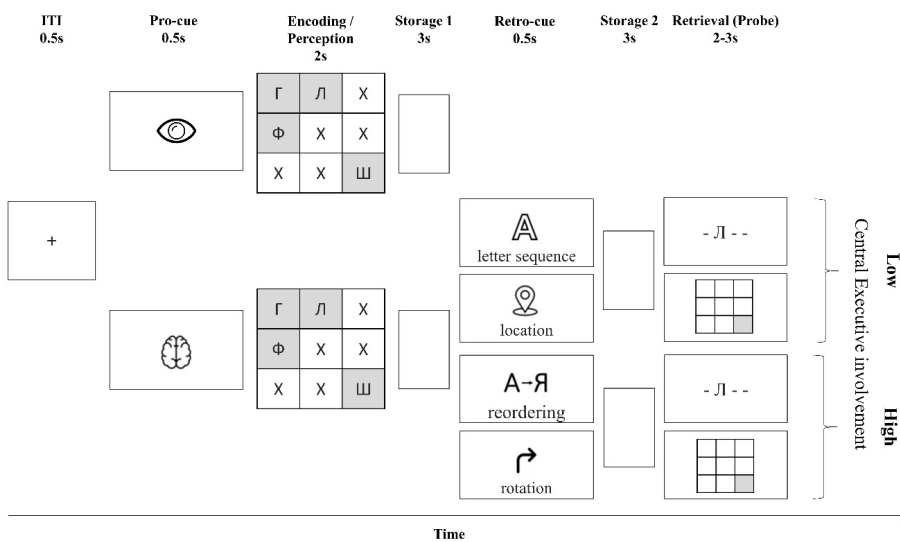 ITI
0.5s
Pro-cue
0.5s
Encoding /
Perception
2s
Storage 1
3s
Retro-cue
0.5s
Storage 2
3s
Retrieval (Probe)
2-3s
Г Л Х
Ф Х Х
Х Х Ш
+
Г Л Х
Ф Х Х
Х Х Ш
A
letter sequence
location
А→Я
reordering
rotation
- Л - -
- Л - -
Low
High
Central Executive involvement
Time